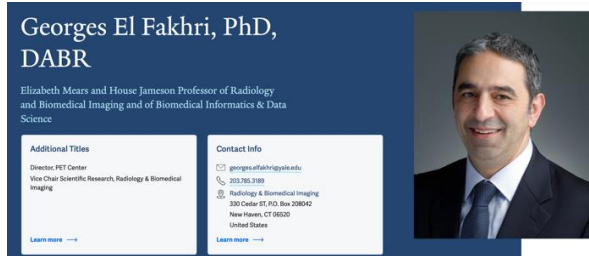 Georges El Fakhri, PhD,
DABR
Elizabeth Mears and House Jameson Professor of Radiology
and Biomedical Imaging and of Biomedical Informatics & Data
Science
Additional Titles
Director, PET Center
Vice Chair Scientific Research, Radiology & Biomedical
Imaging
Learn more →
Contact Info
georges.elfakhri@yale.edu
203.785.3189
Radiology & Biomedical Imaging
330 Cedar ST, P.O. Box 208042
New Haven, CT 06520
United States
Learn more →